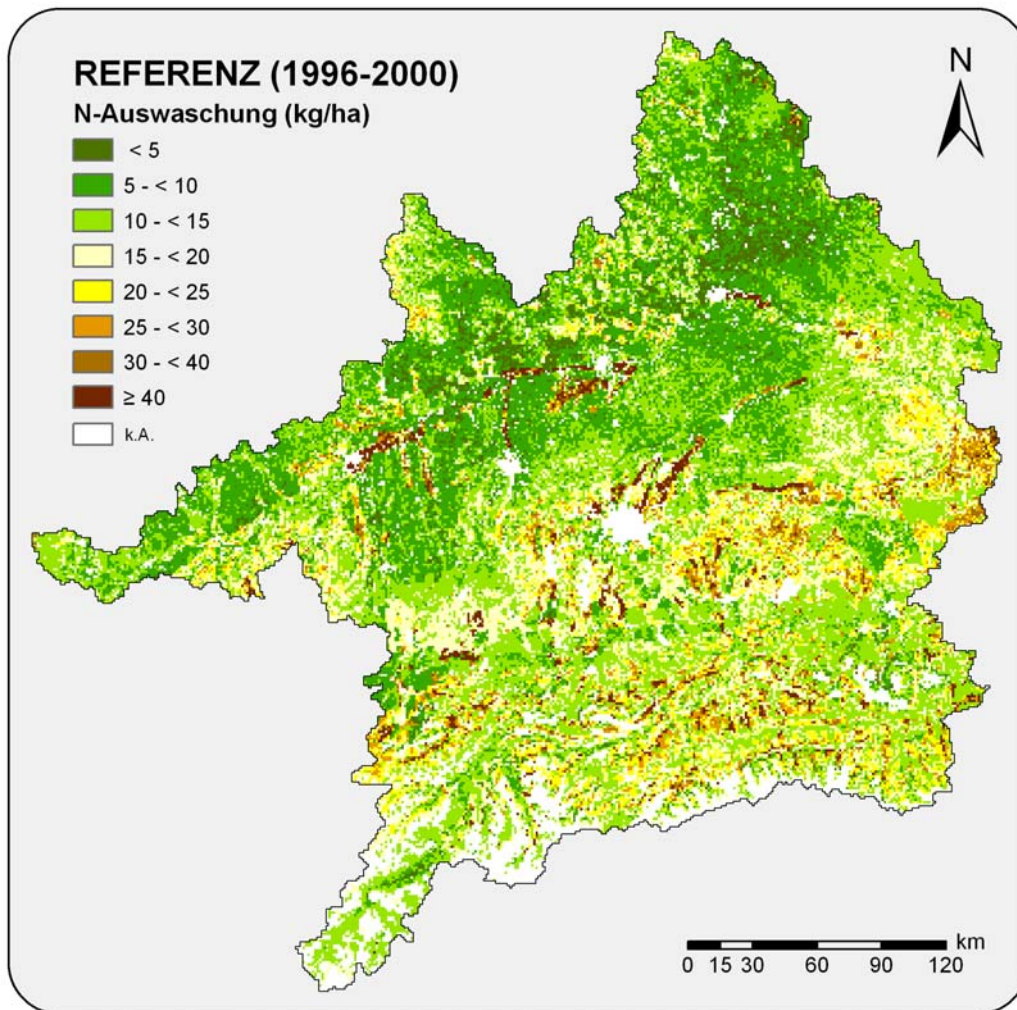 REFERENZ (1996-2000)
N-Auswaschung (kg/ha)
< 5
5 - < 10
10 - < 15
15 - < 20
20 - < 25
25 - < 30
30 - < 40
≥ 40
k.A.
N
km
0 15 30 60 90 120